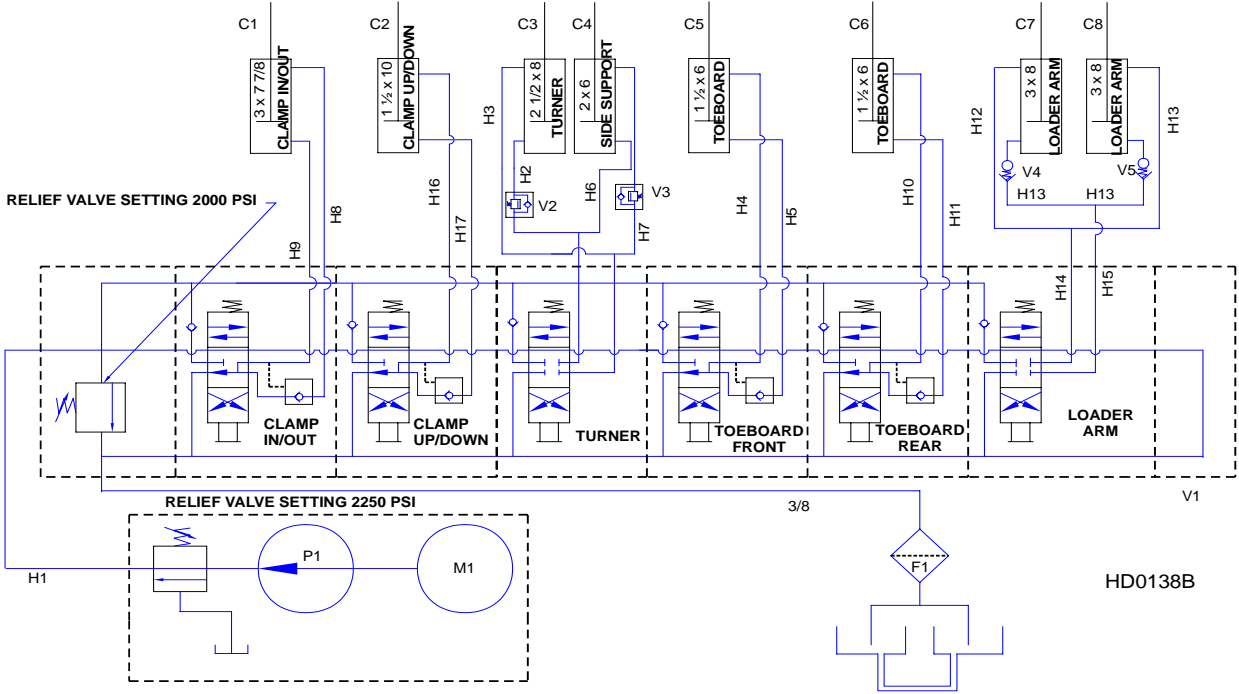 C1
C2
C3
C4
C5
C6
C7
C8
3 x 7 7/8
CLAMP IN/OUT
1 ½ x 10
CLAMP UP/DOWN
H3
2 1/2 x 8
TURNER
2 x 6
SIDE SUPPORT
1 ½ x 6
TOEBOARD
1 ½ x 6
TOEBOARD
H12
3 x 8
LOADER ARM
3 x 8
LOADER ARM
H13
RELIEF VALVE SETTING 2000 PSI
H9
H8
H16
H17
H2
V2
H6
V3
H7
H4
H5
H10
H11
V4
V5
H13
H13
H14
H15
CLAMP
IN/OUT
CLAMP
UP/DOWN
TURNER
TOEBOARD
FRONT
TOEBOARD
REAR
LOADER
ARM
RELIEF VALVE SETTING 2250 PSI
3/8
V1
H1
P1
M1
F1
HD0138B